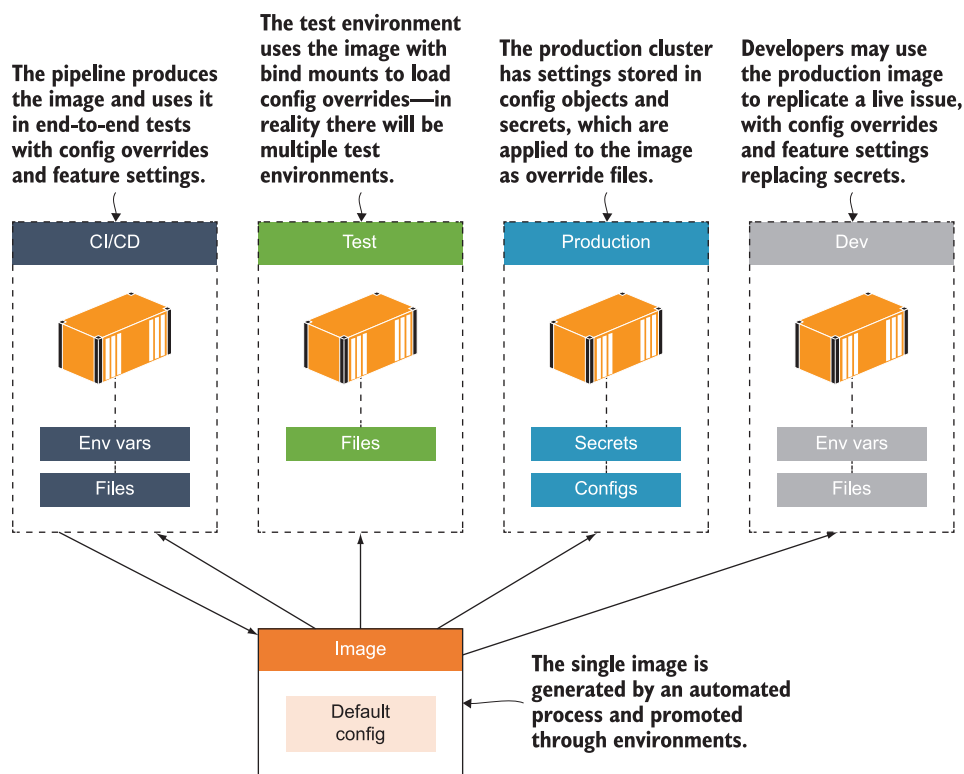 The pipeline produces
the image and uses it
in end-to-end tests
with config overrides
and feature settings.
The test environment
uses the image with
bind mounts to load
config overrides—in
reality there will be
multiple test
environments.
The production cluster
has settings stored in
config objects and
secrets, which are
applied to the image
as override files.
Developers may use
the production image
to replicate a live issue,
with config overrides
and feature settings
replacing secrets.
CI/CD
Test
Production
Dev
Env vars
Files
Files
Secrets
Configs
Env vars
Files
Image
Default
config
The single image is
generated by an automated
process and promoted
through environments.